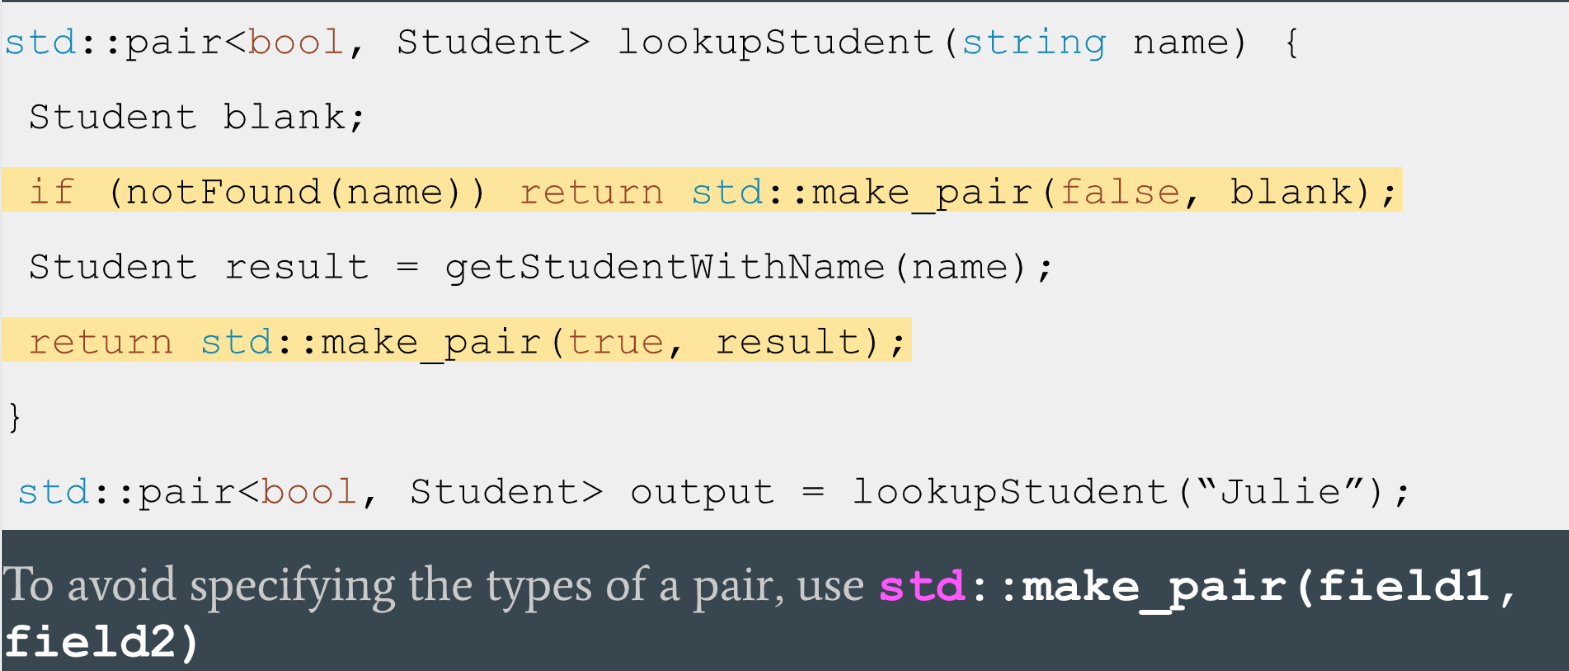 std::pair<bool, Student> lookupStudent(string name) {
Student blank;
if (notFound(name)) return std::make_pair(false, blank);
Student result = getStudentWithName(name);
return std::make_pair(true, result);
}
std::pair<bool, Student> output = lookupStudent(“Julie”);
To avoid specifying the types of a pair, use std::make_pair(field1,
field2)